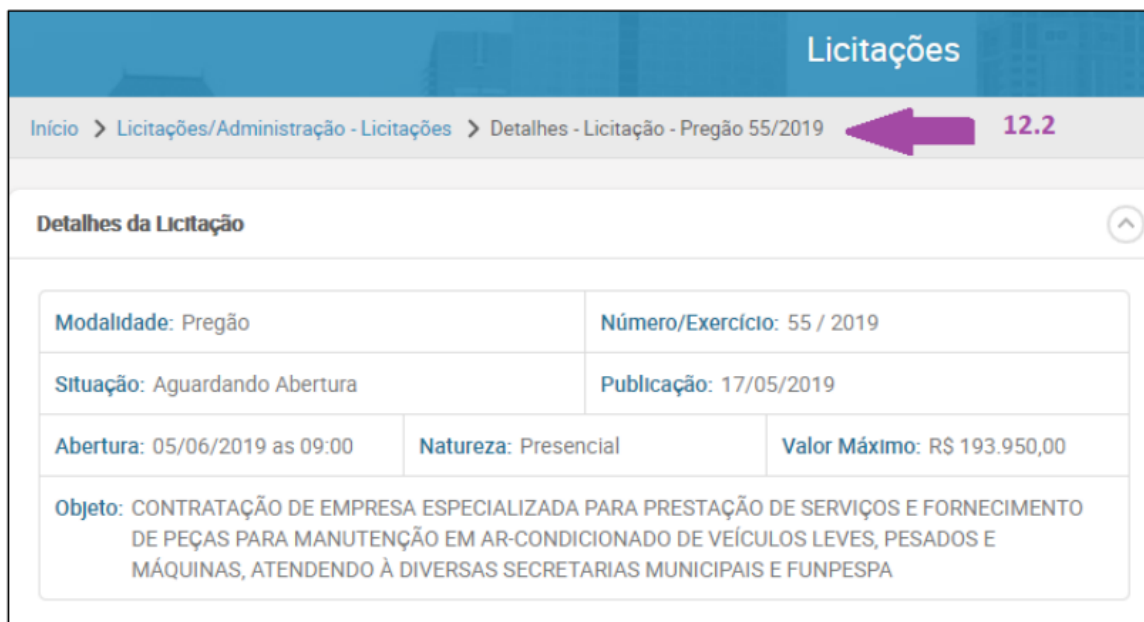 Licitações
Início > Licitações/Administração - Licitações > Detalhes - Licitação - Pregão 55/2019 12.2
Detalhes da Licitação
Modalidade: Pregão Número/Exercício: 55 / 2019
Situação: Aguardando Abertura Publicação: 17/05/2019
Abertura: 05/06/2019 as 09:00 Natureza: Presencial Valor Máximo: R$ 193.950,00
Objeto: CONTRATAÇÃO DE EMPRESA ESPECIALIZADA PARA PRESTAÇÃO DE SERVIÇOS E FORNECIMENTO
DE PEÇAS PARA MANUTENÇÃO EM AR-CONDICIONADO DE VEÍCULOS LEVES, PESADOS E
MÁQUINAS, ATENDENDO À DIVERSAS SECRETARIAS MUNICIPAIS E FUNPESPA